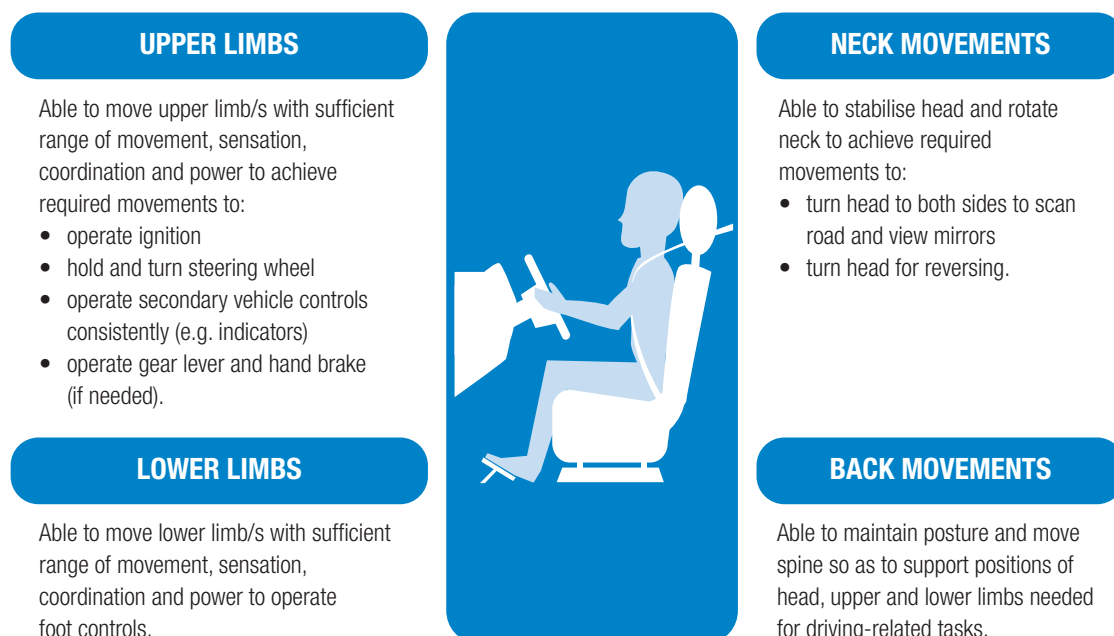 UPPER LIMBS
Able to move upper limb/s with sufficient
range of movement, sensation,
coordination and power to achieve
required movements to:
• operate ignition
• hold and turn steering wheel
• operate secondary vehicle controls
consistently (e.g. indicators)
• operate gear lever and hand brake
(if needed).
LOWER LIMBS
Able to move lower limb/s with sufficient
range of movement, sensation,
coordination and power to operate
foot controls.
NECK MOVEMENTS
Able to stabilise head and rotate
neck to achieve required
movements to:
• turn head to both sides to scan
road and view mirrors
• turn head for reversing.
BACK MOVEMENTS
Able to maintain posture and move
spine so as to support positions of
head, upper and lower limbs needed
for driving-related tasks.